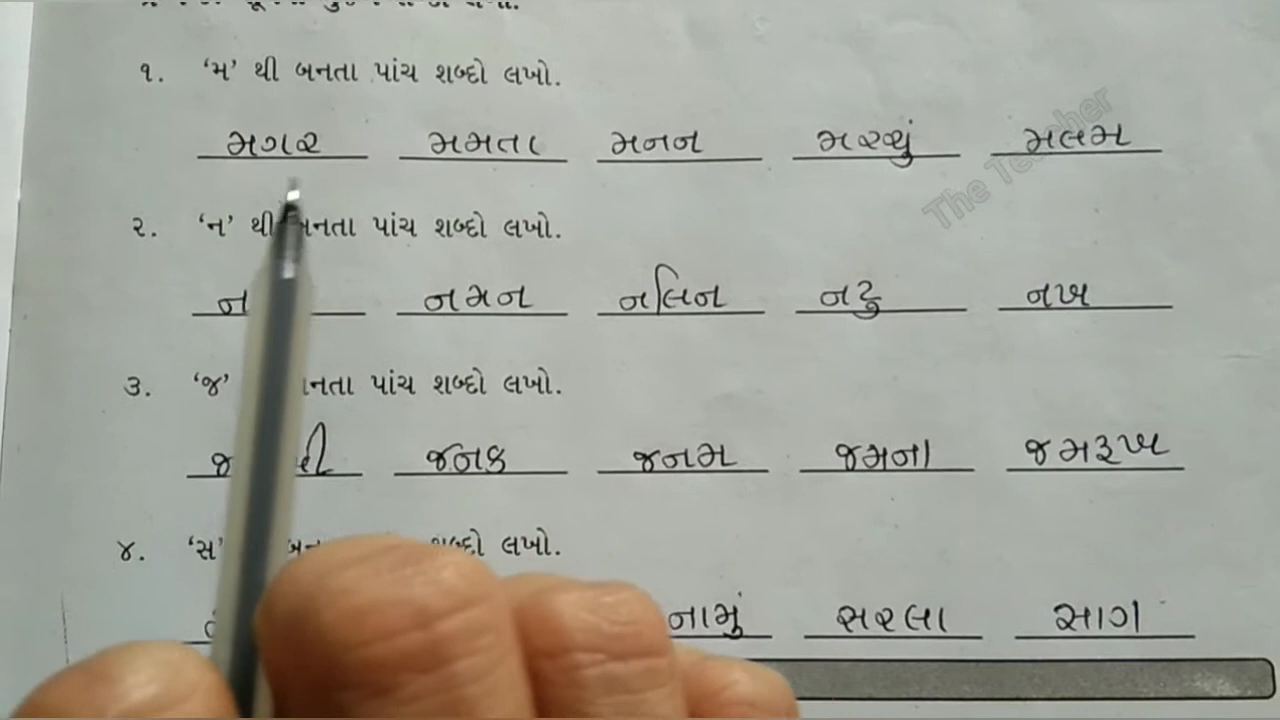 ૧. ‘મ’ થી બનતા પાંચ શબ્દો લખો.
મગર મમતા મનન મરચું મલમ
The Teacher
૨. ‘ન’ થી બનતા પાંચ શબ્દો લખો.
નમન નલિન નટુ નખ
૩. ‘જ’ બનતા પાંચ શબ્દો લખો.
જનક જનમ જમના જમરૂખ
૪. ‘સ’ શબ્દો લખો.
સરલા સાગ